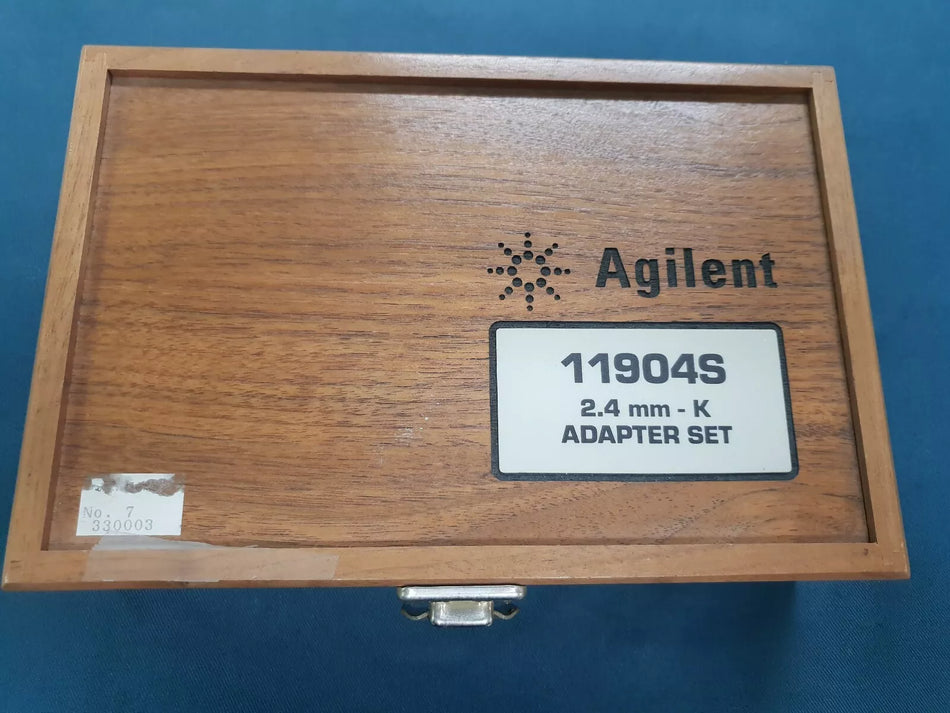 Agilent
11904S
2.4 mm - K
ADAPTER SET
No. 7
330003